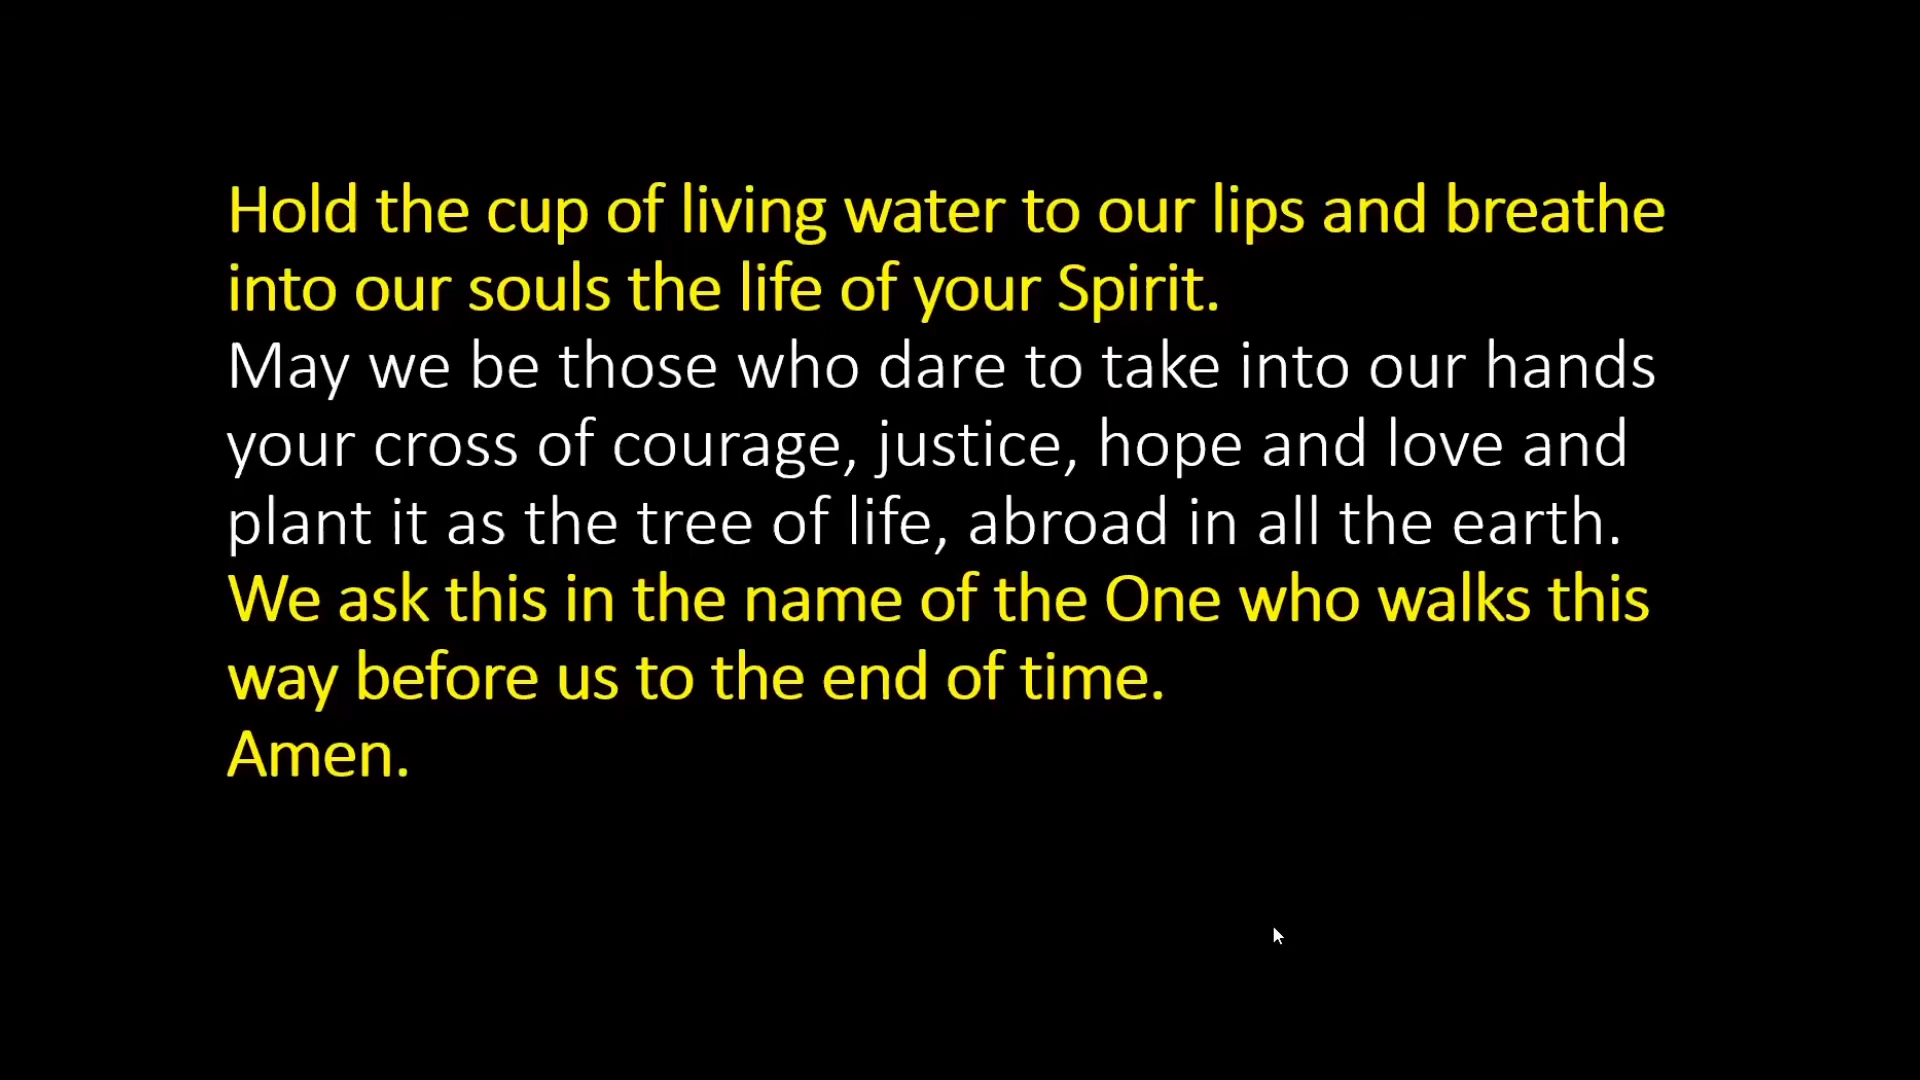 Hold the cup of living water to our lips and breathe
into our souls the life of your Spirit.
May we be those who dare to take into our hands
your cross of courage, justice, hope and love and
plant it as the tree of life, abroad in all the earth.
We ask this in the name of the One who walks this
way before us to the end of time.
Amen.